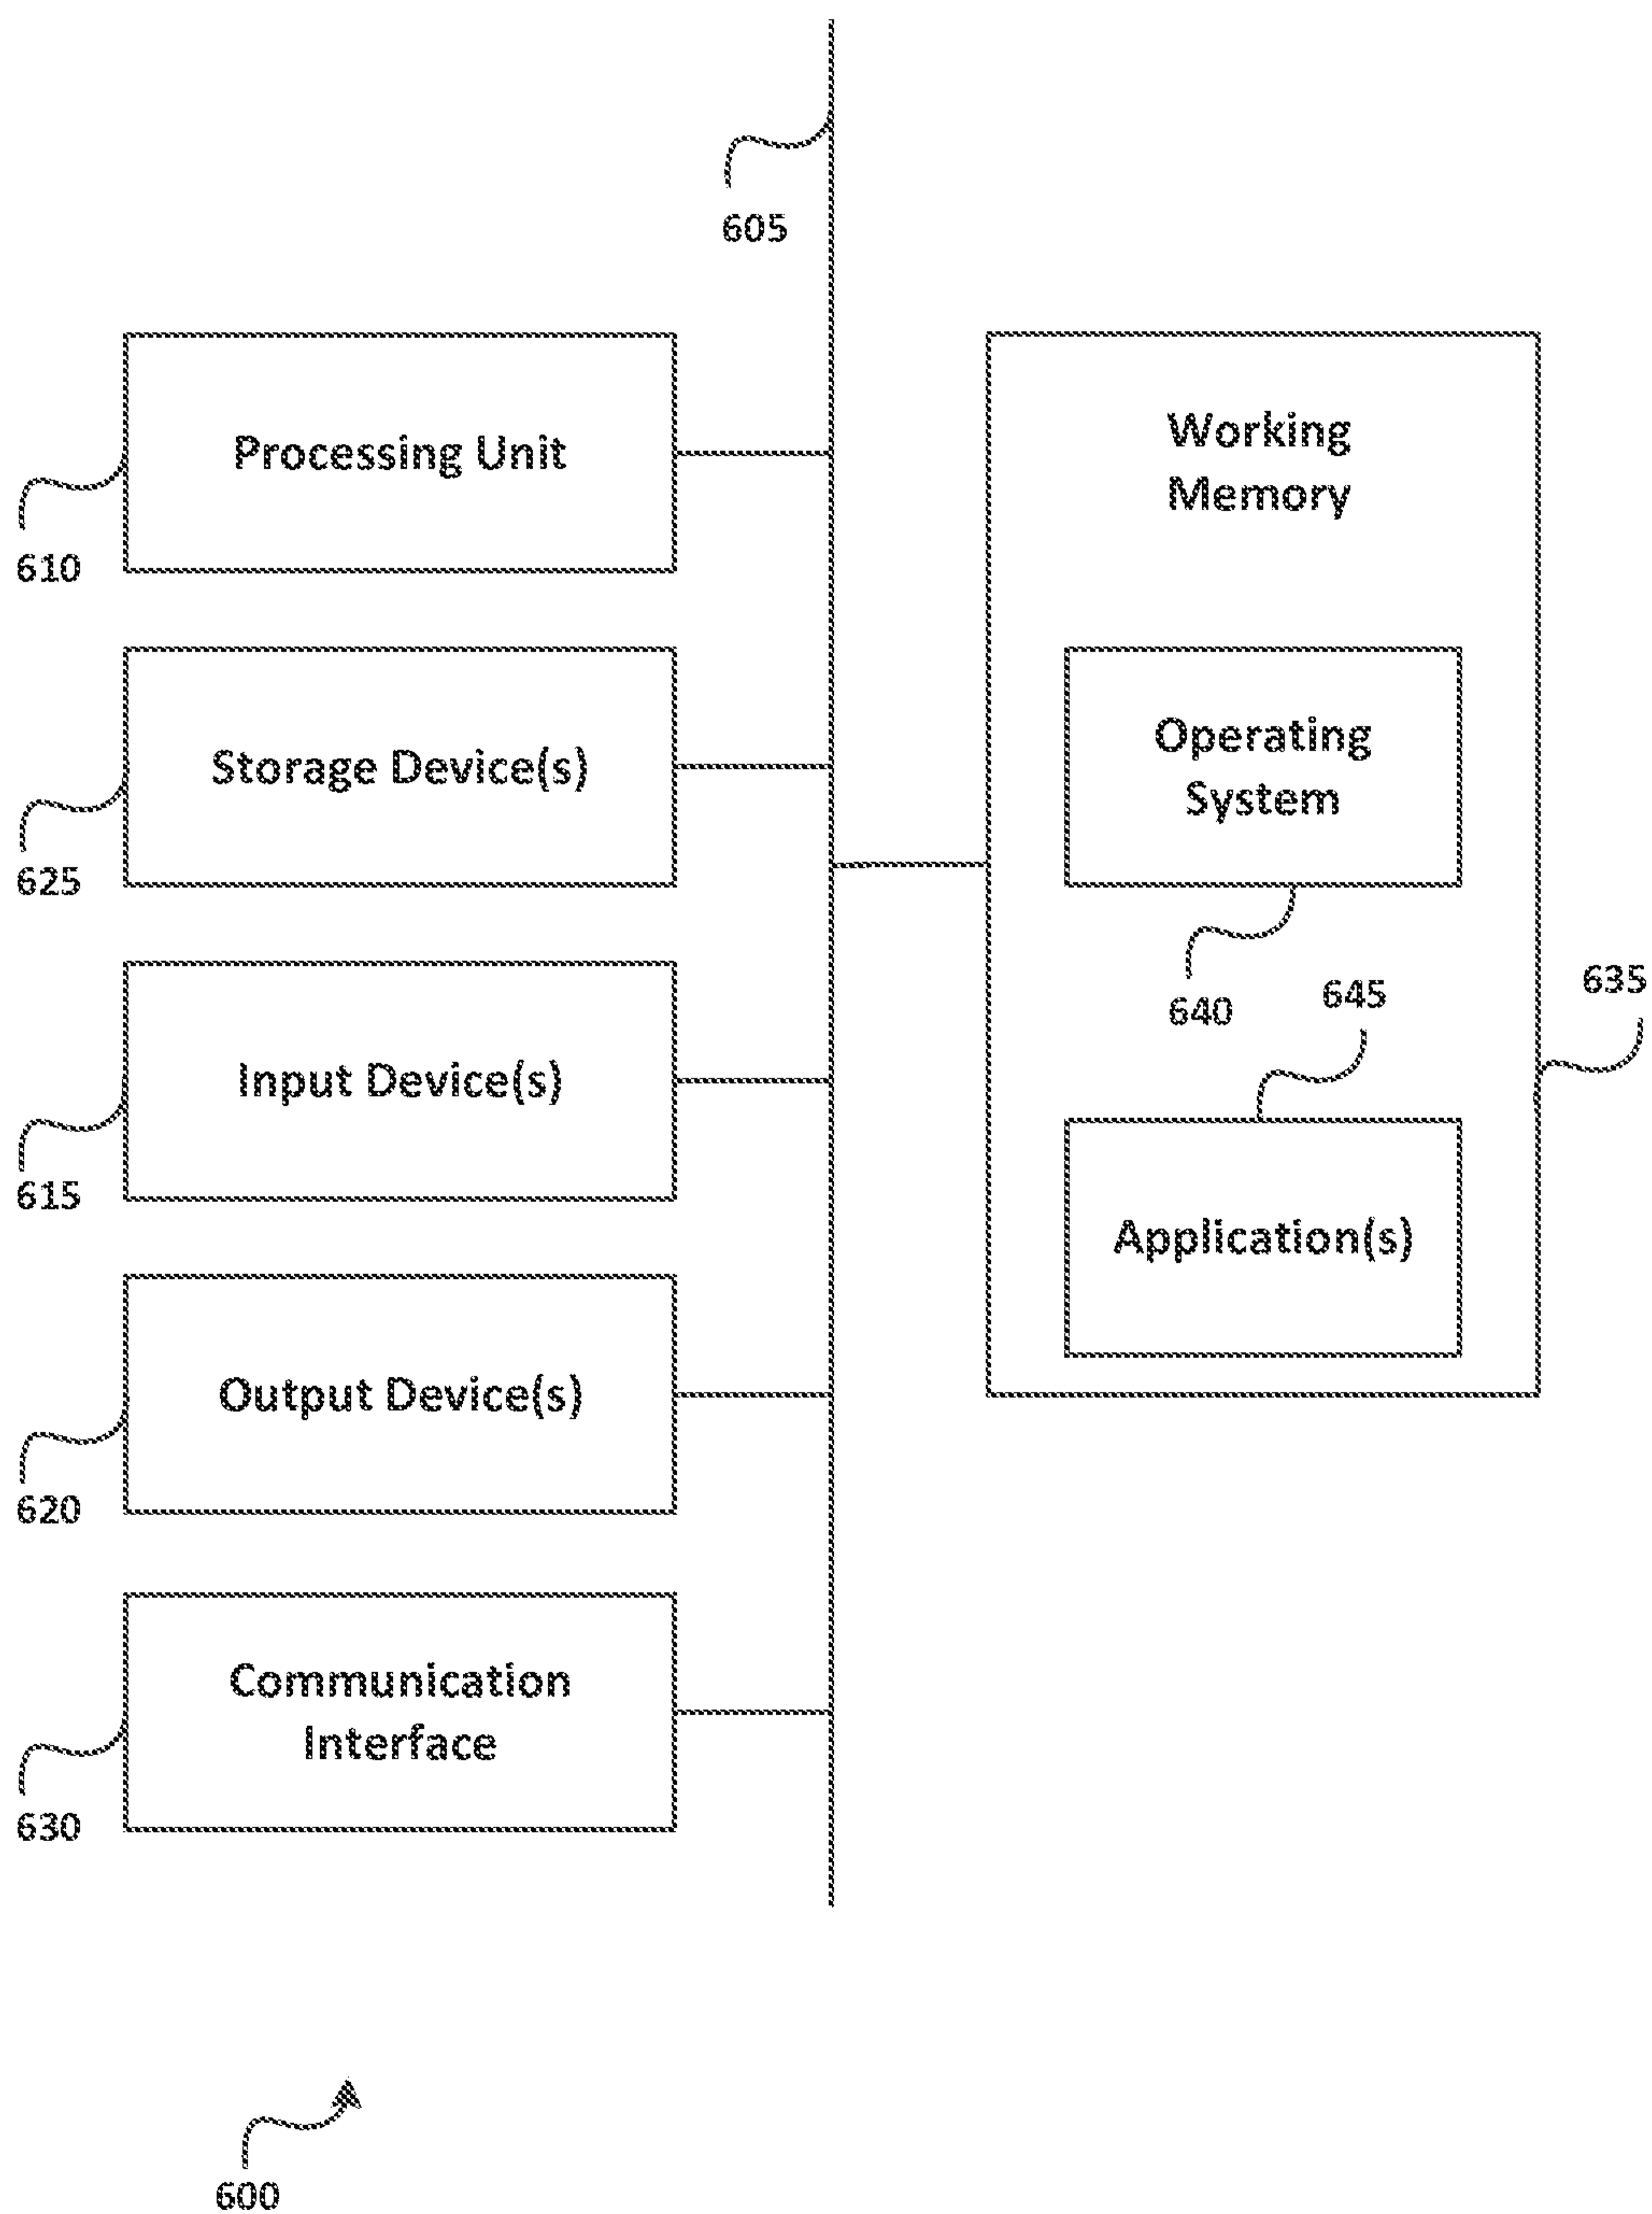 605
Processing Unit
610
Storage Device(s)
625
Input Device(s)
615
Output Device(s)
620
Communication
Interface
630
Working
Memory
Operating
System
640
645
635
Application(s)
600